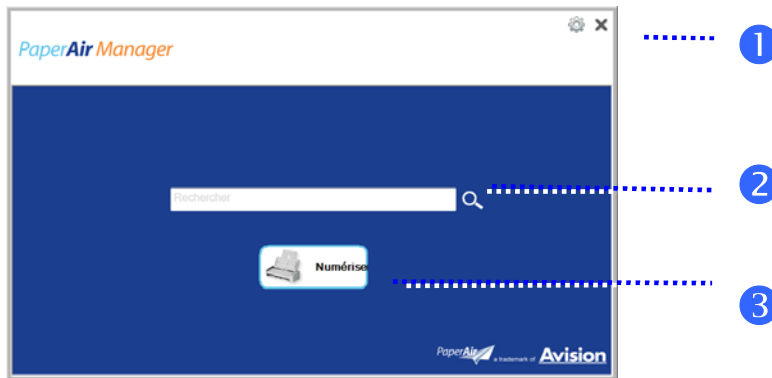 PaperAir Manager
1
Rechercher
2
Numérise
3
PaperAir a trademark of Avision